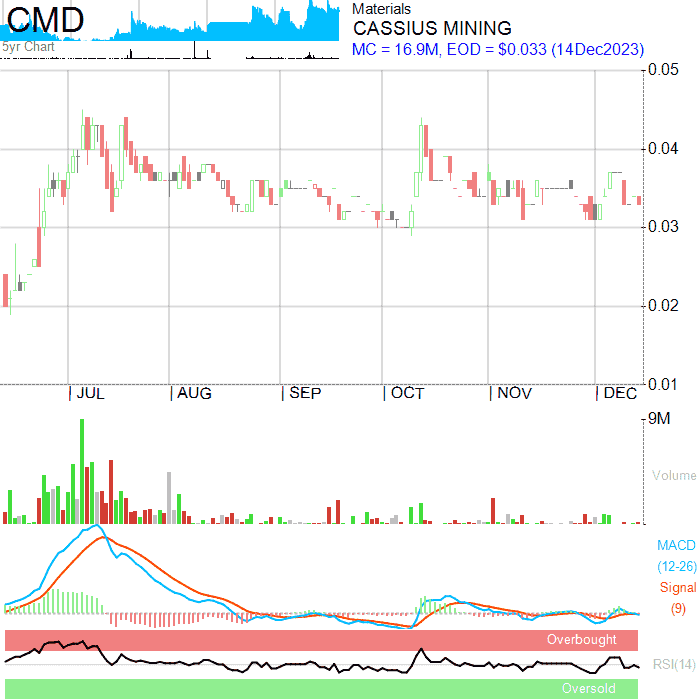 CMD
5yr Chart
Materials
CASSIUS MINING
MC = 16.9M, EOD = $0.033 (14Dec2023)
0.05
0.04
0.03
0.02
0.01
JUL AUG SEP OCT NOV DEC
9M
Volume
MACD
(12-26)
Signal
(9)
Overbought
RSI(14)
Oversold